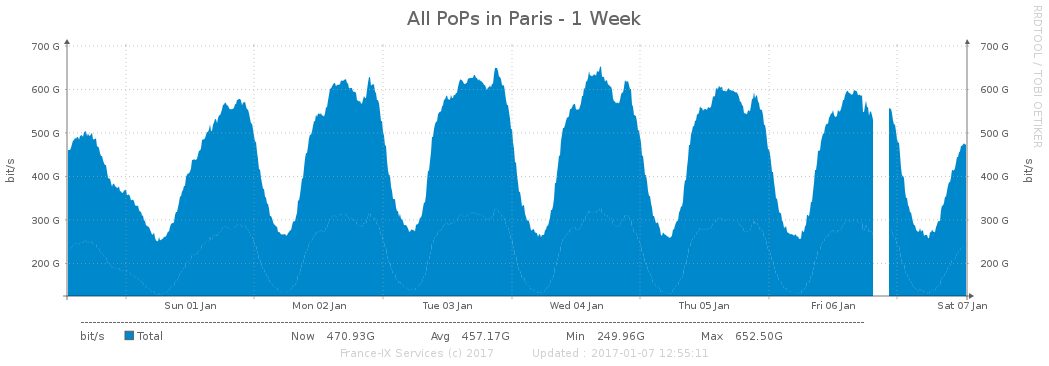 All PoPs in Paris - 1 Week
RRDTOOL / TOBI OETIKER
700 G 700 G
600 G 600 G
500 G 500 G
400 G 400 G
300 G 300 G
200 G 200 G
bit/s bit/s
Sun 01 Jan Mon 02 Jan Tue 03 Jan Wed 04 Jan Thu 05 Jan Fri 06 Jan Sat 07 Jan
bit/s Total Now 470.93G Avg 457.17G Min 249.96G Max 652.50G
France-IX Services (c) 2017 Updated : 2017-01-07 12:55:11